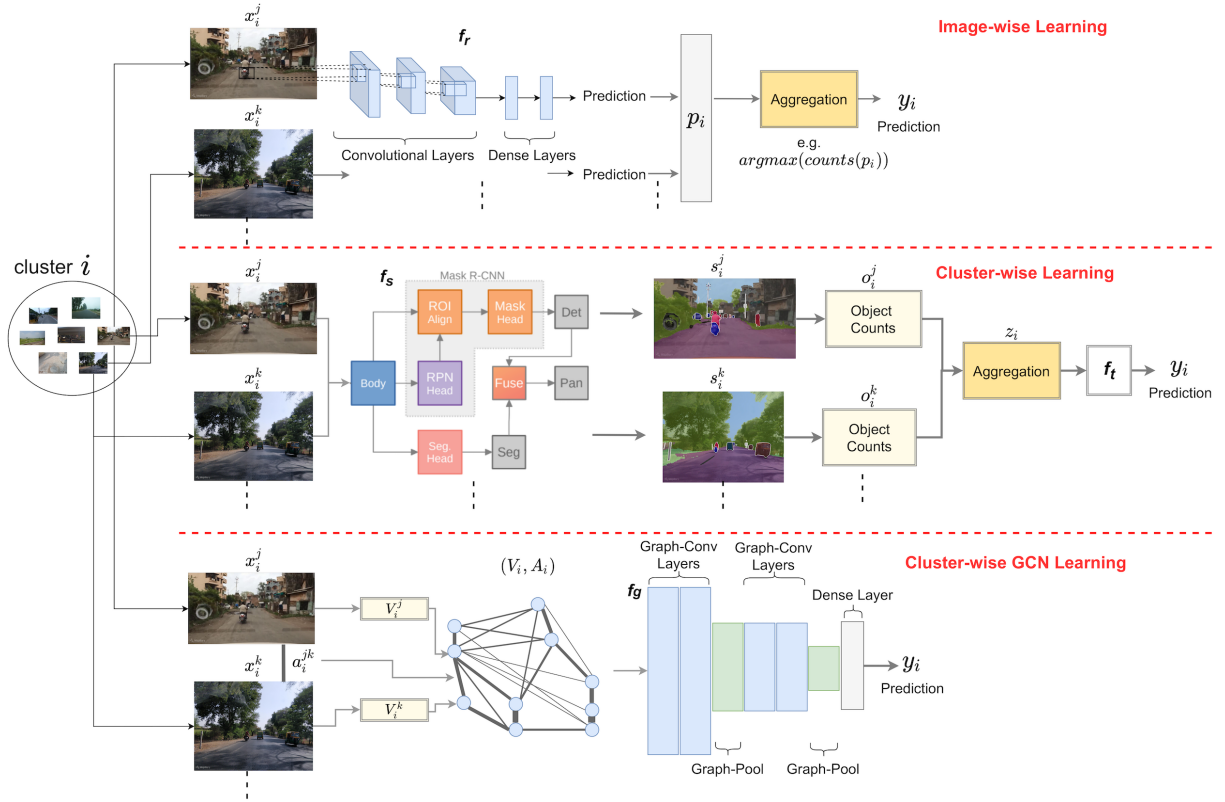 Image-wise Learning
x_i^j
f_r
x_i^k
Convolutional Layers
Dense Layers
Prediction
Prediction
p_i
Aggregation
e.g.
argmax(counts(p_i))
y_i
Prediction
cluster i
Cluster-wise Learning
x_i^j
x_i^k
f_s
Mask R-CNN
ROI
Align
Mask
Head
Det
Body
RPN
Head
Fuse
Pan
Seg
Head
Seg
s_i^j
s_i^k
o_i^j
Object
Counts
o_i^k
Object
Counts
z_i
Aggregation
f_t
y_i
Prediction
Cluster-wise GCN Learning
x_i^j
x_i^k
a_i^{jk}
V_i^j
V_i^k
(V_i, A_i)
f_g
Graph-Conv
Layers
Graph-Conv
Layers
Dense Layer
Graph-Pool
Graph-Pool
y_i
Prediction